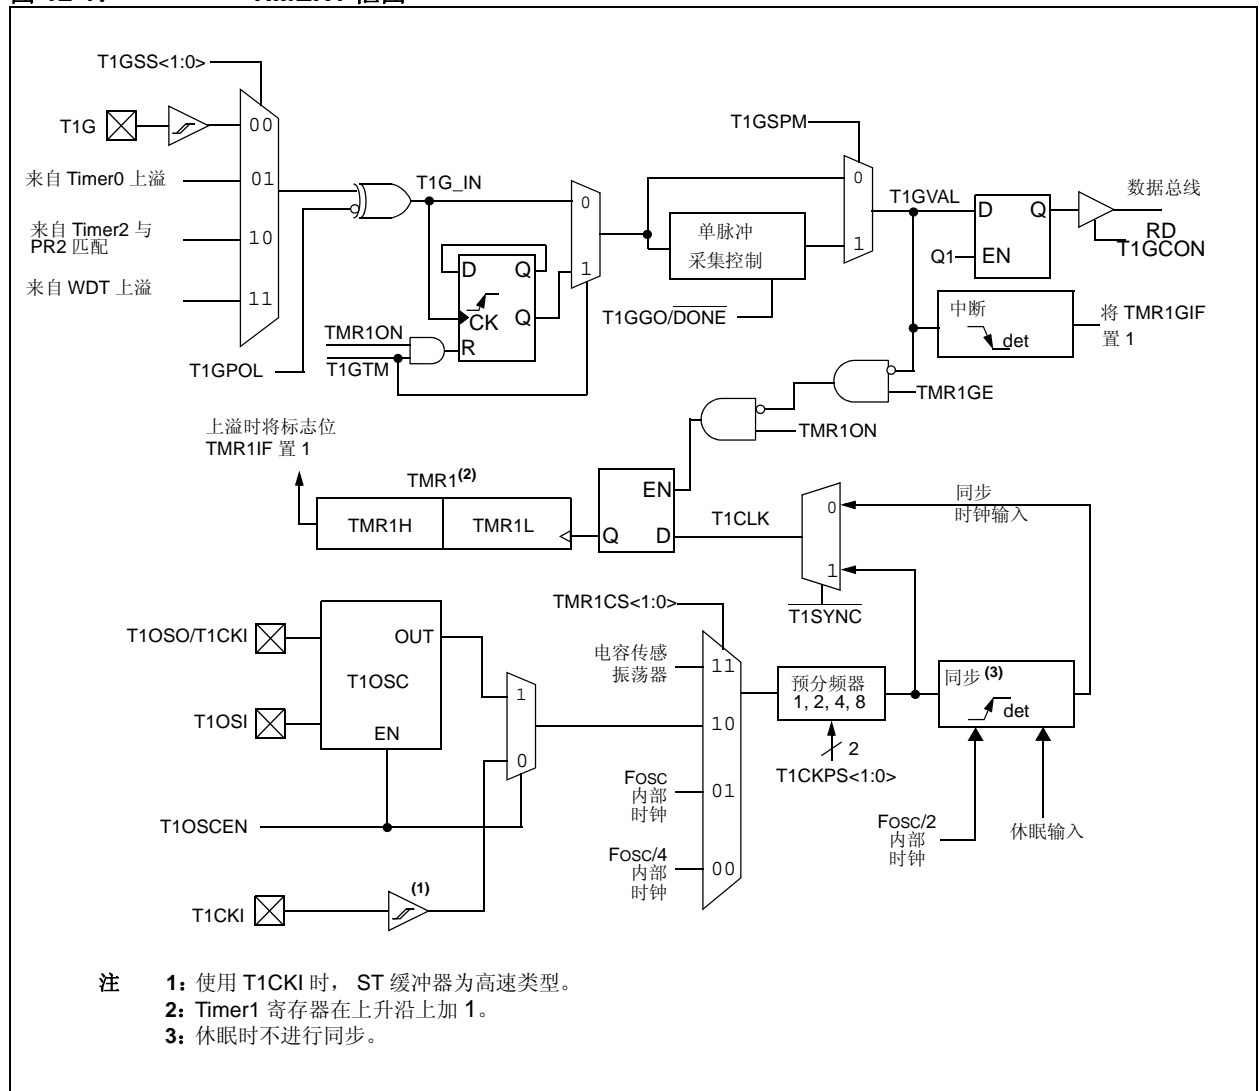 T1GSS<1:0>
T1G
00
来自 Timer0 上溢
01
来自 Timer2 与
PR2 匹配
10
来自 WDT 上溢
11
T1GPOL
T1G_IN
0
1
D
Q
CK
Q
R
TMR1ON
T1GTM
T1GSPM
0
1
单脉冲
采集控制
T1GGO/DONE
T1GVAL
D
Q
Q1
EN
数据总线
RD
T1GCON
中断
det
将 TMR1GIF
置 1
TMR1GE
TMR1ON
上溢时将标志位
TMR1IF 置 1
TMR1(2)
TMR1H
TMR1L
EN
Q
D
T1CLK
0
1
T1SYNC
同步
时钟输入
T1OSO/T1CKI
OUT
T1OSC
T1OSI
EN
1
0
T1OSCEN
T1CKI
(1)
TMR1CS<1:0>
电容传感
振荡器
11
10
FOSC
内部
时钟
01
FOSC/4
内部
时钟
00
预分频器
1, 2, 4, 8
2
T1CKPS<1:0>
同步(3)
det
FOSC/2
内部
时钟
休眠输入
注 1: 使用 T1CKI 时， ST 缓冲器为高速类型。
2: Timer1 寄存器在上升沿上加 1。
3: 休眠时不进行同步。